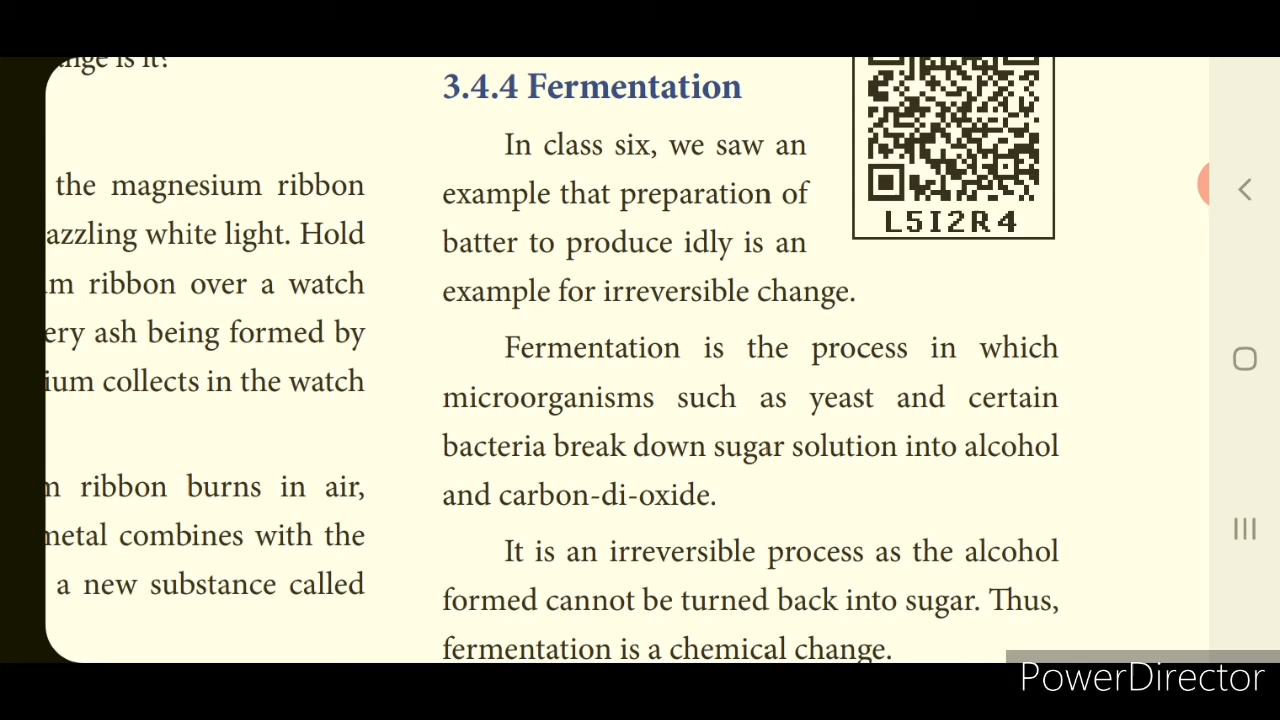 the magnesium ribbon
white light. Hold
ribbon over a watch
ash being formed by
collects in the watch
ribbon burns in air,
combines with the
a new substance called
3.4.4 Fermentation
In class six, we saw an
example that preparation of
batter to produce idly is an
example for irreversible change.
L5I2R4
Fermentation is the process in which
microorganisms such as yeast and certain
bacteria break down sugar solution into alcohol
and carbon-di-oxide.
It is an irreversible process as the alcohol
formed cannot be turned back into sugar. Thus,
fermentation is a chemical change.
PowerDirector